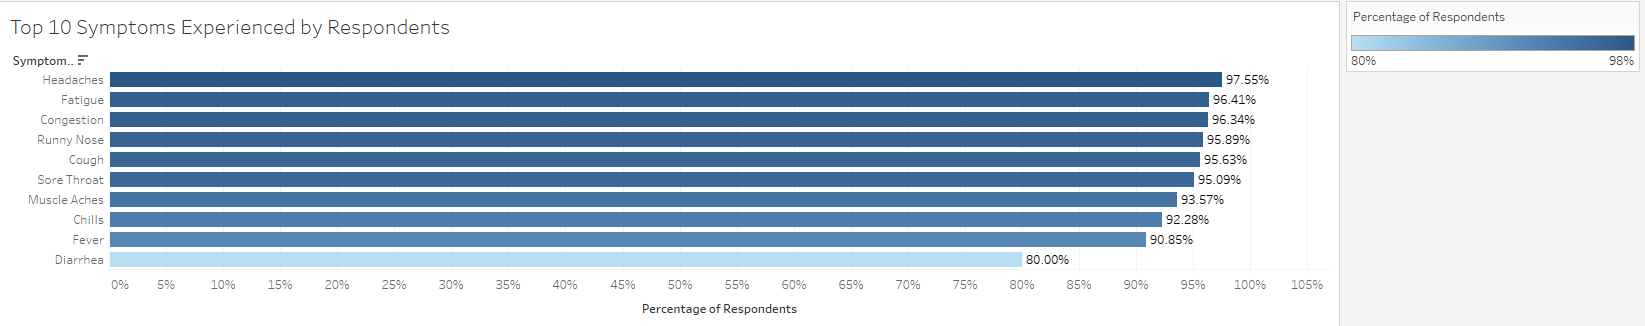 Top 10 Symptoms Experienced by Respondents
Symptom..
Headaches 97.55%
Fatigue 96.41%
Congestion 96.34%
Runny Nose 95.89%
Cough 95.63%
Sore Throat 95.09%
Muscle Aches 93.57%
Chills 92.28%
Fever 90.85%
Diarrhea 80.00%
0% 5% 10% 15% 20% 25% 30% 35% 40% 45% 50% 55% 60% 65% 70% 75% 80% 85% 90% 95% 100% 105%
Percentage of Respondents
Percentage of Respondents
80% 98%